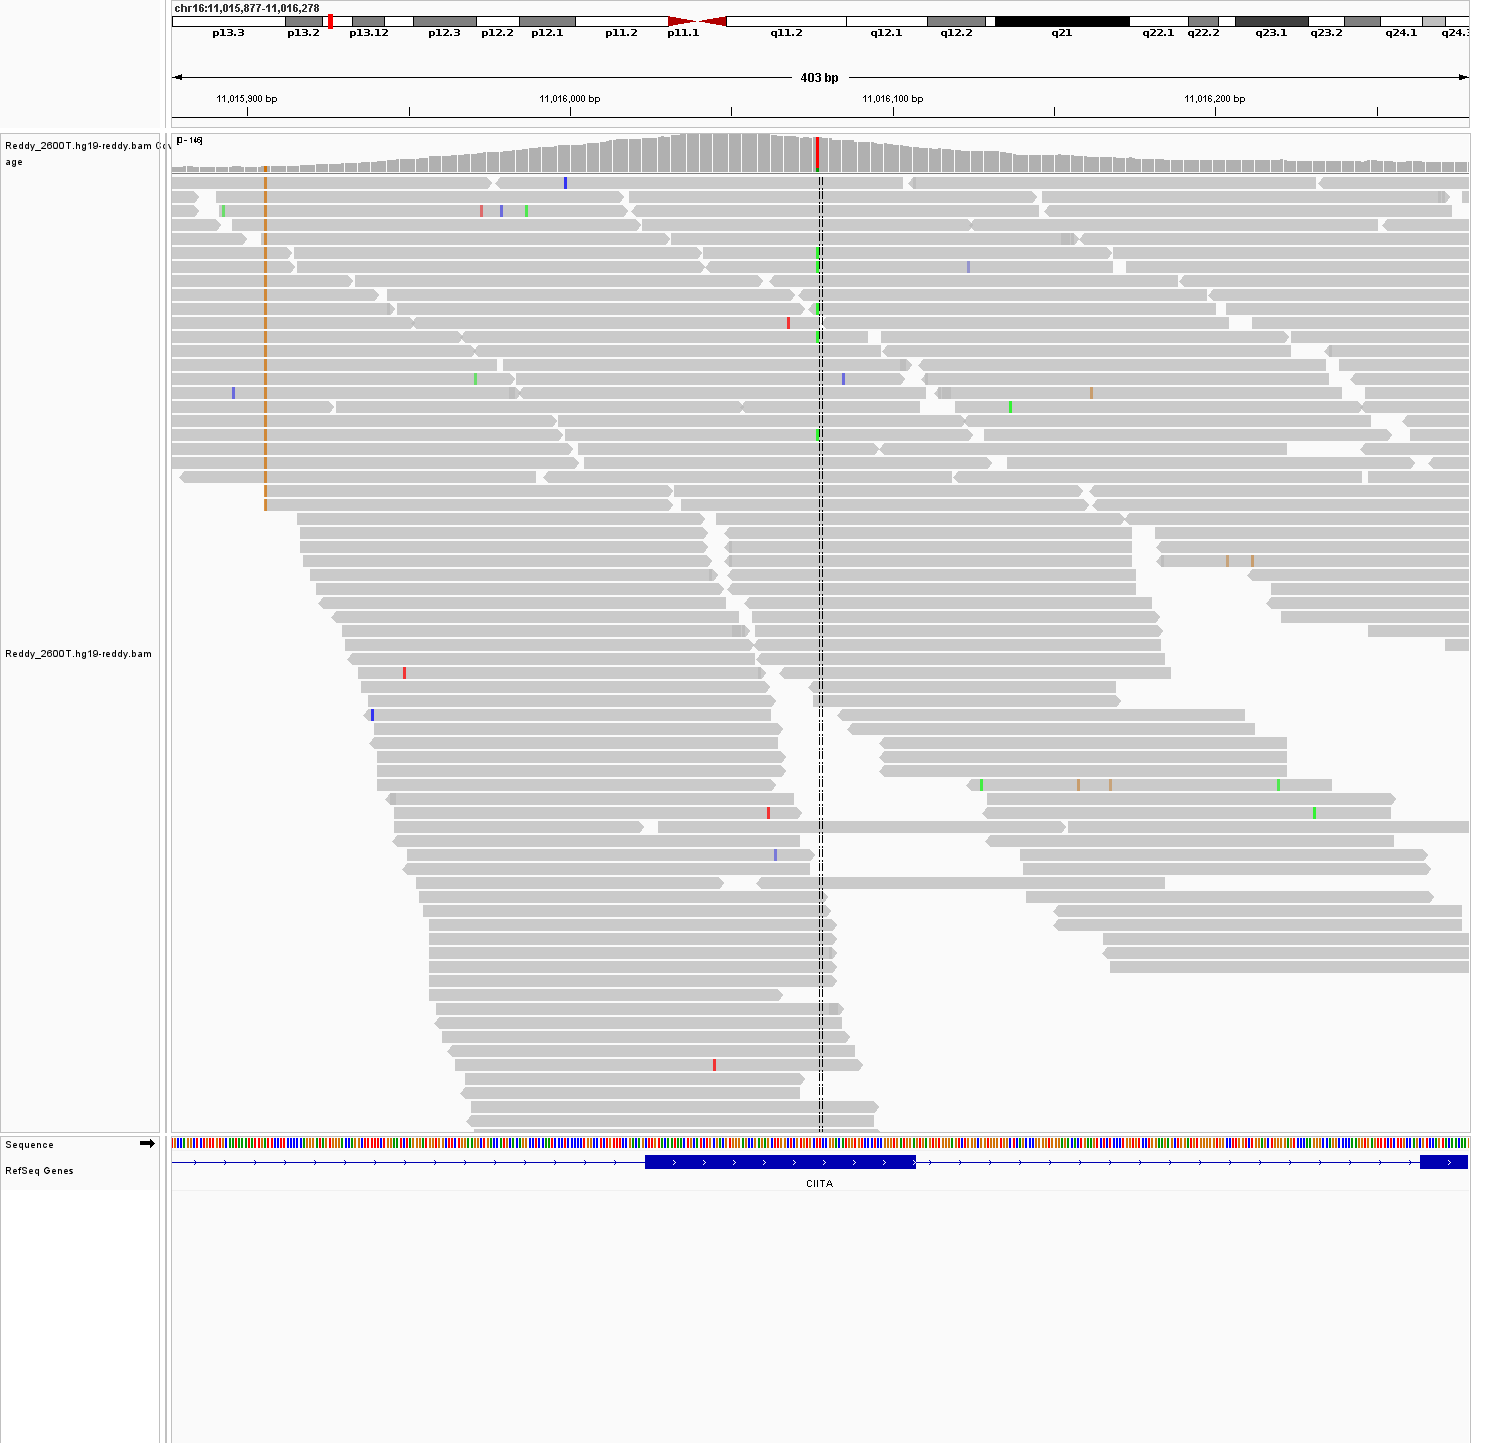 chr16:11,015,877-11,016,278
p13.3 p13.2 p13.12 p12.3 p12.2 p12.1 p11.2 p11.1 q11.2 q12.1 q12.2 q21 q22.1 q22.2 q23.1 q23.2 q24.1 q24.3
403 bp
11,015,900 bp 11,016,000 bp 11,016,100 bp 11,016,200 bp
[0 - 146]
Reddy_2600T.hg19-reddy.bam Cov
age
Reddy_2600T.hg19-reddy.bam
Sequence
RefSeq Genes
CIITA